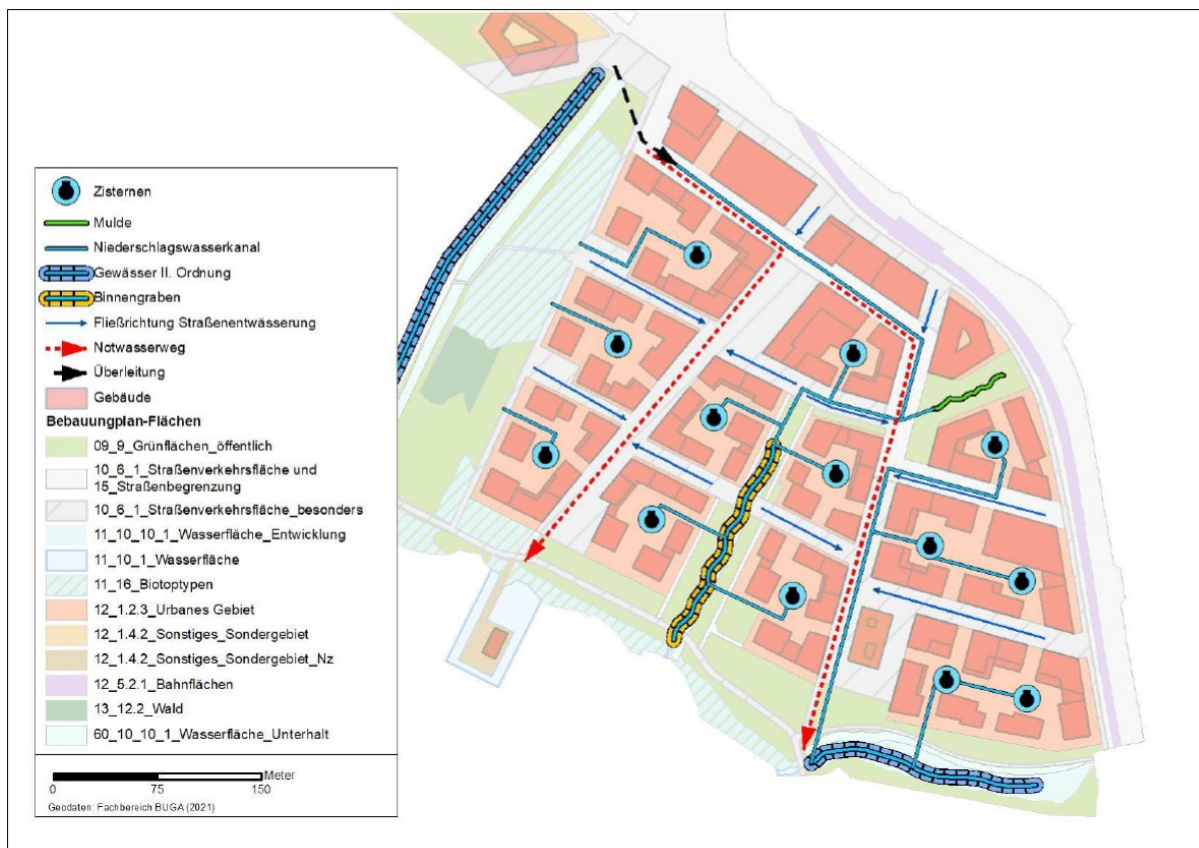 Zisternen
Mulde
Niederschlagswasserkanal
Gewässer II. Ordnung
Binnengraben
Fließrichtung Straßenentwässerung
Notwasserweg
Überleitung
Gebäude
Bebauungplan-Flächen
09_9_Grünflächen_öffentlich
10_6_1_Straßenverkehrsfläche und
15_Straßenbegrenzung
10_6_1_Straßenverkehrsfläche_besonders
11_10_10_1_Wasserfläche_Entwicklung
11_10_1_Wasserfläche
11_16_Biotoptypen
12_1.2.3_Urbanes Gebiet
12_1.4.2_Sonstiges_Sondergebiet
12_1.4.2_Sonstiges_Sondergebiet_Nz
12_5.2.1_Bahnflächen
13_12.2_Wald
60_10_10_1_Wasserfläche_Unterhalt
Meter
0 75 150
Geodaten: Fachbereich BUGA (2021)